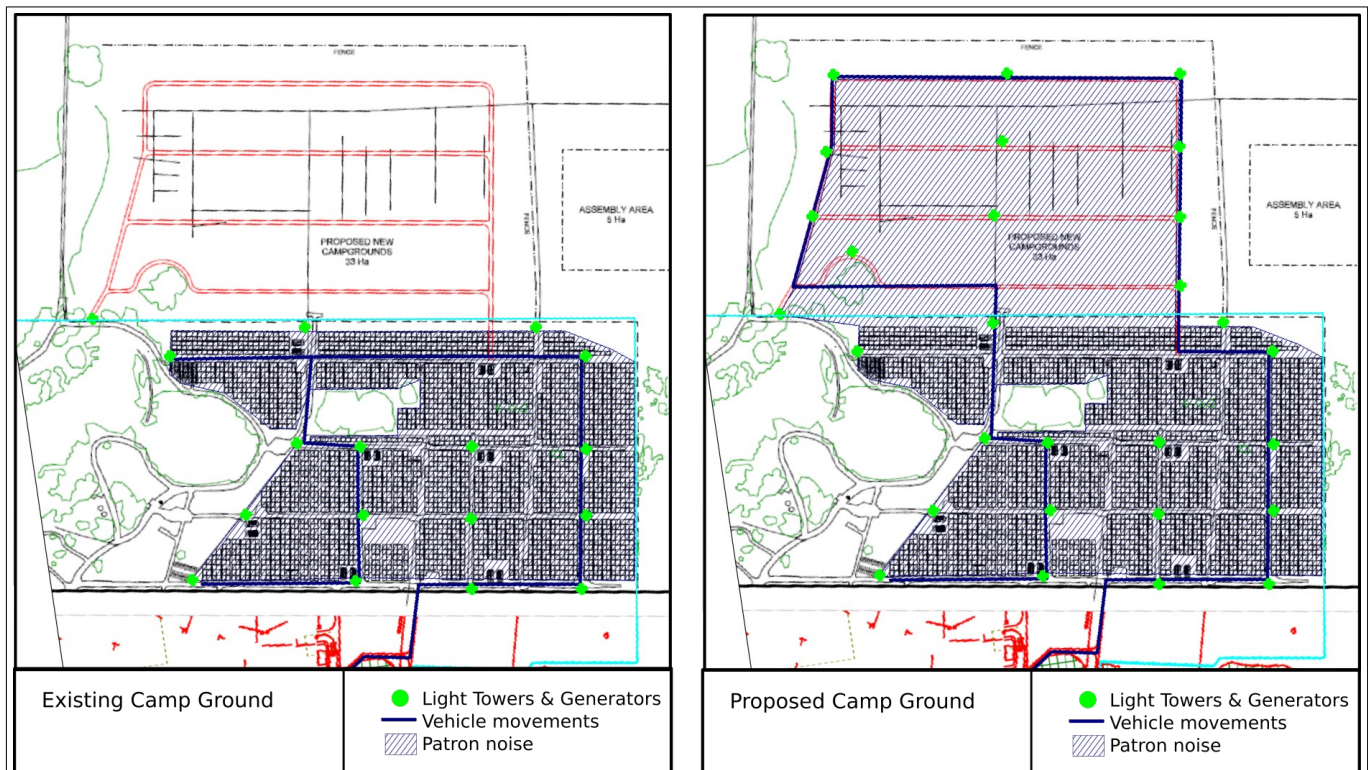 FENCE
ASSEMBLY AREA
5 Ha
FENCE
PROPOSED NEW
CAMPGROUNDS
33 Ha
Existing Camp Ground
Light Towers & Generators
Vehicle movements
Patron noise
FENCE
ASSEMBLY AREA
5 Ha
FENCE
PROPOSED NEW
CAMPGROUNDS
33 Ha
Proposed Camp Ground
Light Towers & Generators
Vehicle movements
Patron noise